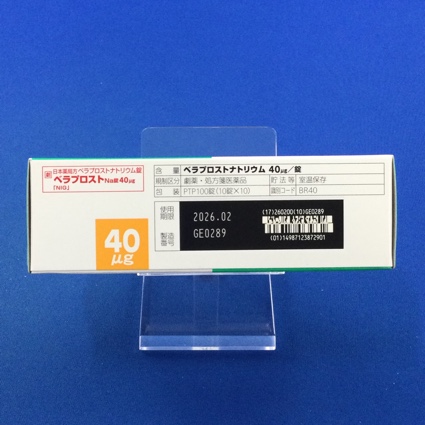 劇 日本薬局方 ベラプロストナトリウム錠
ベラプロストNa錠 40μg
「NIG」
40
μg
含量 ベラプロストナトリウム 40μg/錠
規制区分 劇薬・処方箋医薬品 貯法等 室温保存
包装 PTP100錠(10錠×10) 識別コード BR40
使用
期限 2026.02
製造
番号 GE0289
(17)260200(10)GE0289
(01)14987123872901